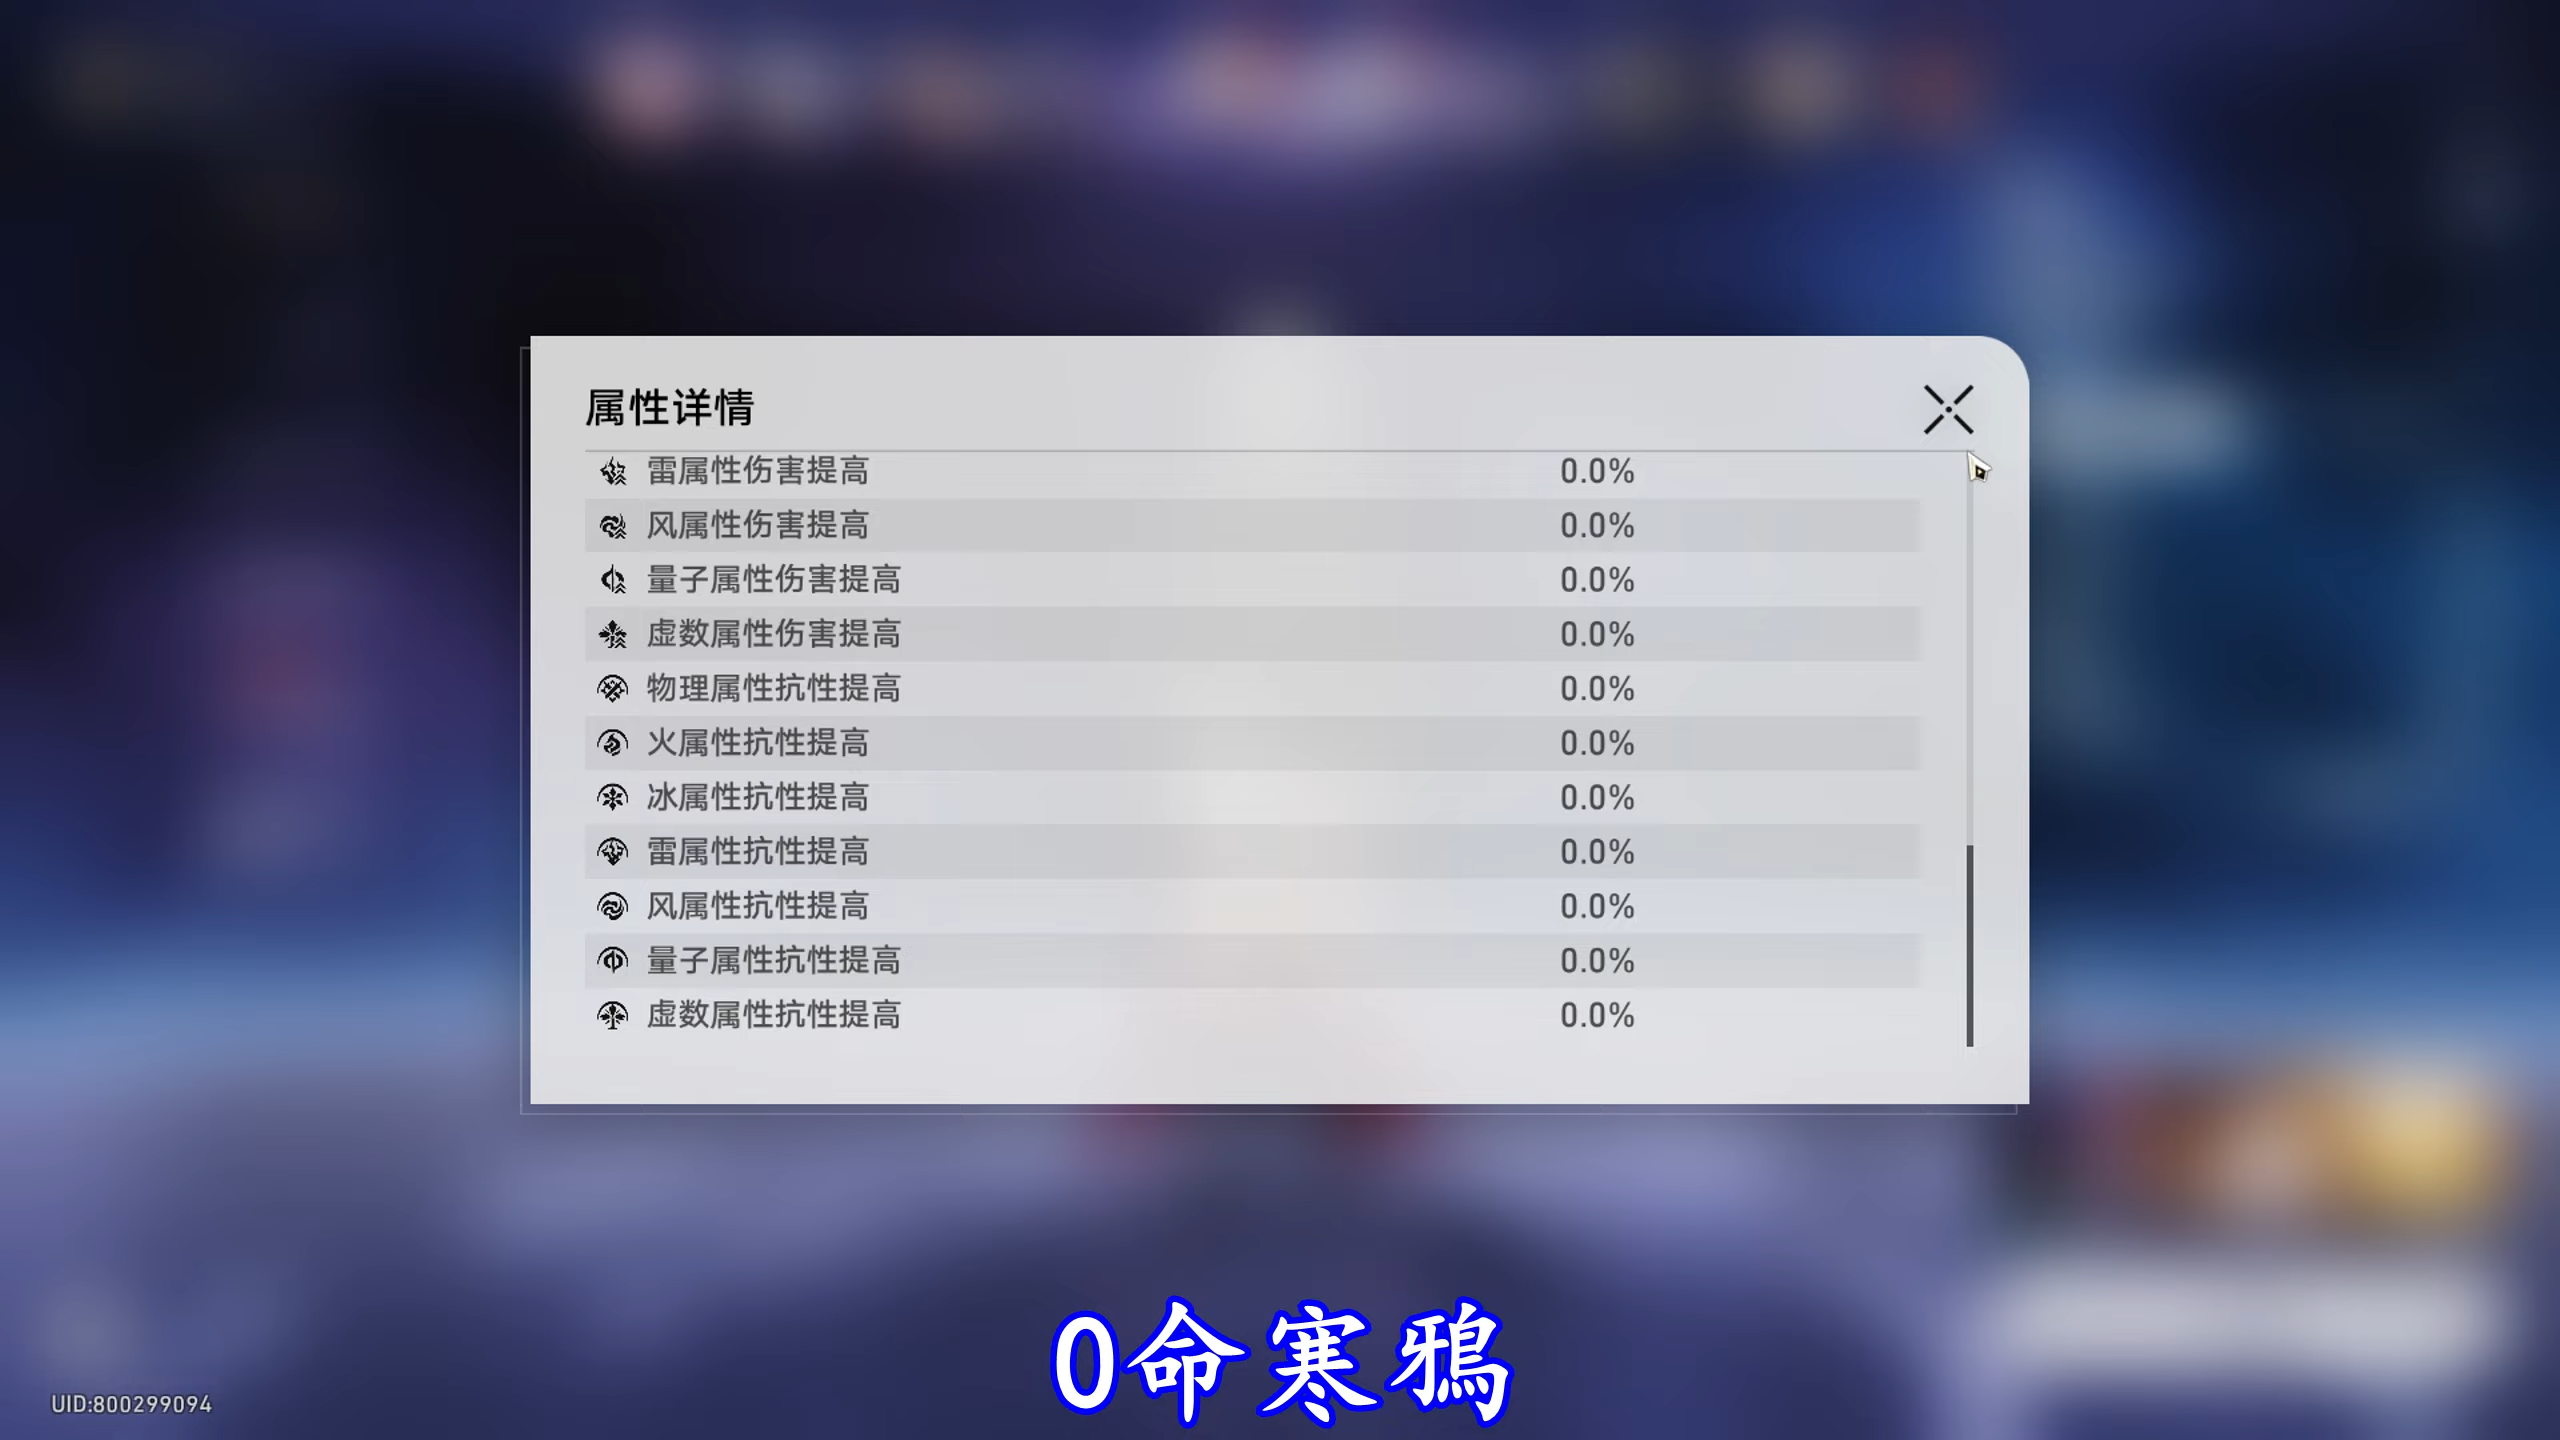 属性详情
雷属性伤害提高 0.0%
风属性伤害提高 0.0%
量子属性伤害提高 0.0%
虚数属性伤害提高 0.0%
物理属性抗性提高 0.0%
火属性抗性提高 0.0%
冰属性抗性提高 0.0%
雷属性抗性提高 0.0%
风属性抗性提高 0.0%
量子属性抗性提高 0.0%
虚数属性抗性提高 0.0%
0命寒鴉
UID:800299094